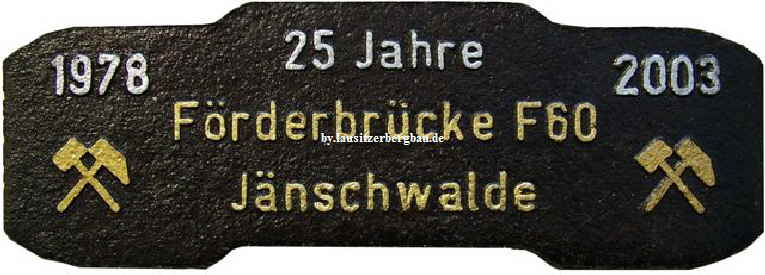 25 Jahre
1978 2003
Förderbrücke F60
by.lausitzerbergbau.de
Jänschwalde